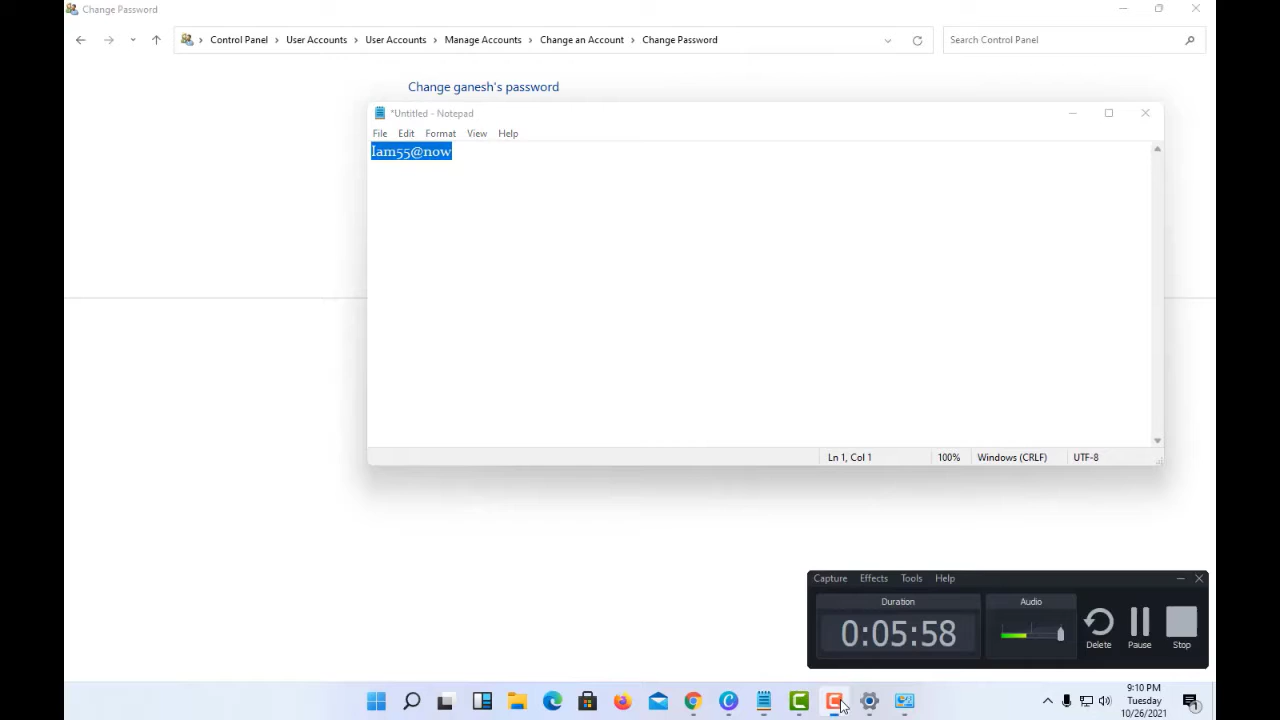 Change Password
Control Panel > User Accounts > User Accounts > Manage Accounts > Change an Account > Change Password
Search Control Panel
Change ganesh's password
*Untitled - Notepad
File Edit Format View Help
lam55@now
Ln 1, Col 1 100% Windows (CRLF) UTF-8
Capture Effects Tools Help
Duration Audio
0:05:58
Delete Pause Stop
9:10 PM
Tuesday
10/26/2021
1